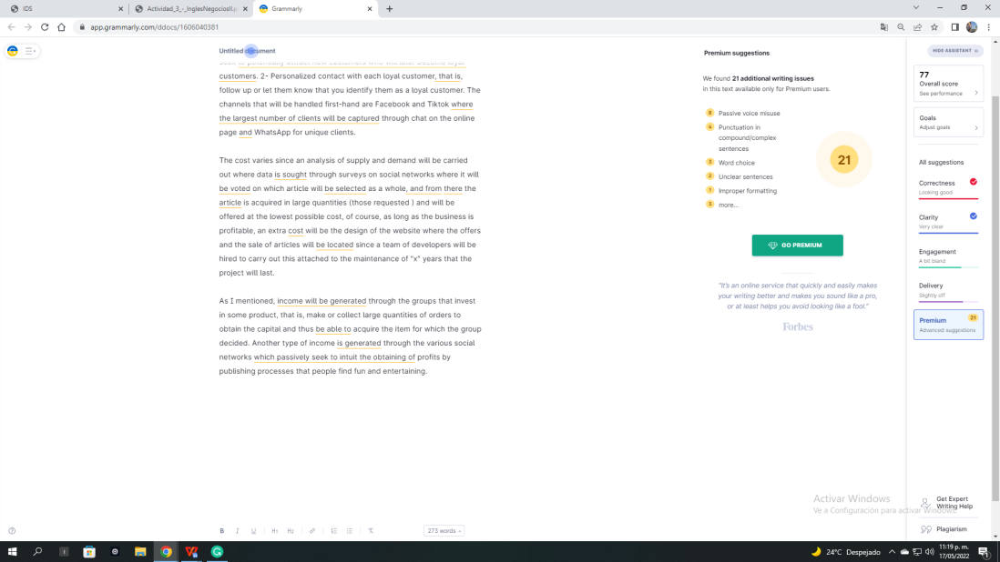 IDS
Actividad_3_-_InglesNegociosII.p
Grammarly
app.grammarly.com/ddocs/1606040381
Untitled document
seek to potentially attract new customers who will later become loyal
customers. 2- Personalized contact with each loyal customer, that is,
follow up or let them know that you identify them as a loyal customer. The
channels that will be handled first-hand are Facebook and Tiktok where
the largest number of clients will be captured through chat on the online
page and WhatsApp for unique clients.
The cost varies since an analysis of supply and demand will be carried
out where data is sought through surveys on social networks where it will
be voted on which article will be selected as a whole, and from there the
article is acquired in large quantities (those requested ) and will be
offered at the lowest possible cost, of course, as long as the business is
profitable, an extra cost will be the design of the website where the offers
and the sale of articles will be located since a team of developers will be
hired to carry out this attached to the maintenance of "x" years that the
project will last.
As I mentioned, income will be generated through the groups that invest
in some product, that is, make or collect large quantities of orders to
obtain the capital and thus be able to acquire the item for which the group
decided. Another type of income is generated through the various social
networks which passively seek to intuit the obtaining of profits by
publishing processes that people find fun and entertaining.
B I U H1 H2
273 words
Premium suggestions
We found 21 additional writing issues
in this text available only for Premium users.
8 Passive voice misuse
4 Punctuation in
compound/complex
sentences
3 Word choice
2 Unclear sentences
1 Improper formatting
3 more...
21
GO PREMIUM
"It's an online service that quickly and easily makes
your writing better and makes you sound like a pro,
or at least helps you avoid looking like a fool."
Forbes
HIDE ASSISTANT
77
Overall score
See performance
Goals
Adjust goals
All suggestions
Correctness
Looking good
Clarity
Very clear
Engagement
A bit bland
Delivery
Slightly off
Premium 21
Advanced suggestions
Activar Windows
Ve a Configuración para activar Windows.
Get Expert
Writing Help
Plagiarism
24°C Despejado
11:19 p. m.
17/05/2022